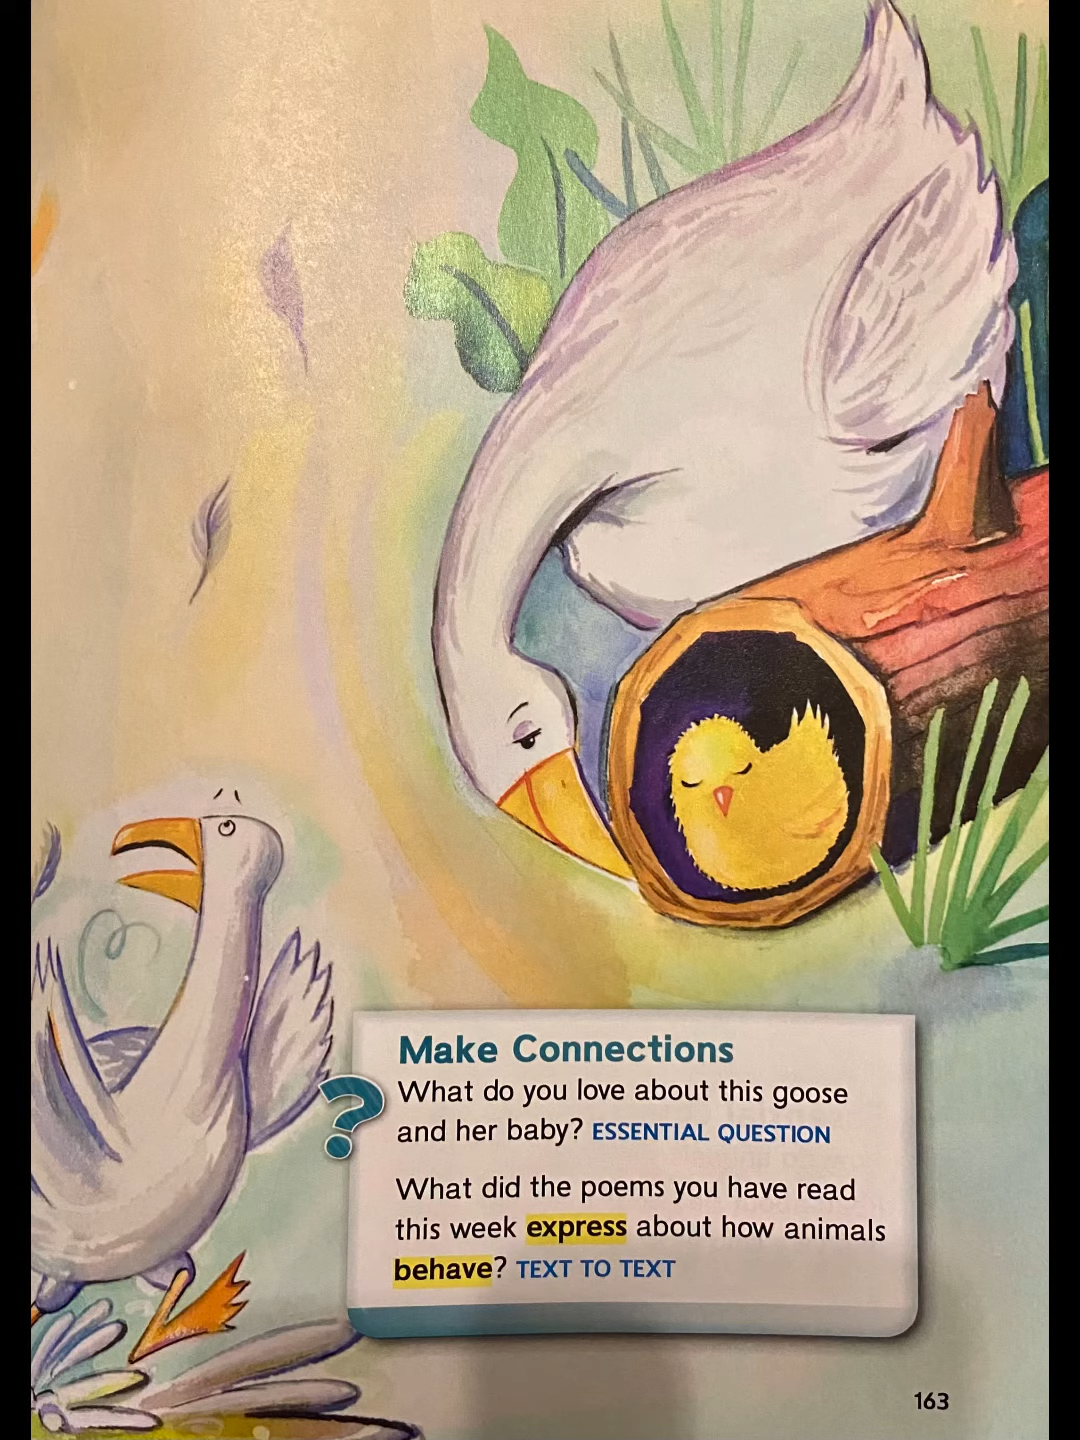 Make Connections
What do you love about this goose
and her baby? ESSENTIAL QUESTION
What did the poems you have read
this week express about how animals
behave? TEXT TO TEXT
?
163